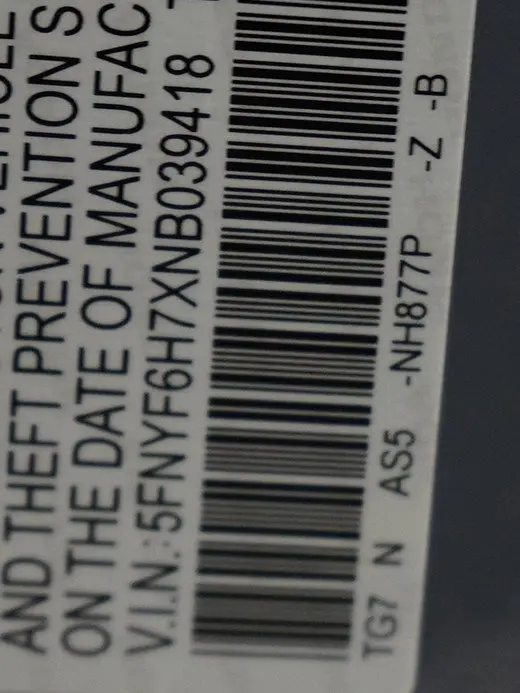 AND THEFT PREVENTION S
ON THE DATE OF MANUFAC
V.I.N.:5FNYF6H7XNB039418
TG7 N AS5 -NH877P -Z -B